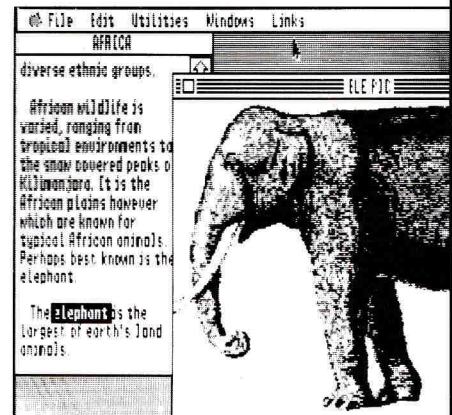 File Edit Utilities Windows Links
AFRICA
diverse ethnic groups.
African wildlife is
varied, ranging from
tropical environments to
the snow covered peaks o
Kilimanjaro. It is the
African plains however
which are known for
typical African animals.
Perhaps best known is the
elephant.
The elephant is the
largest of earth's land
animals.
ELE PIC